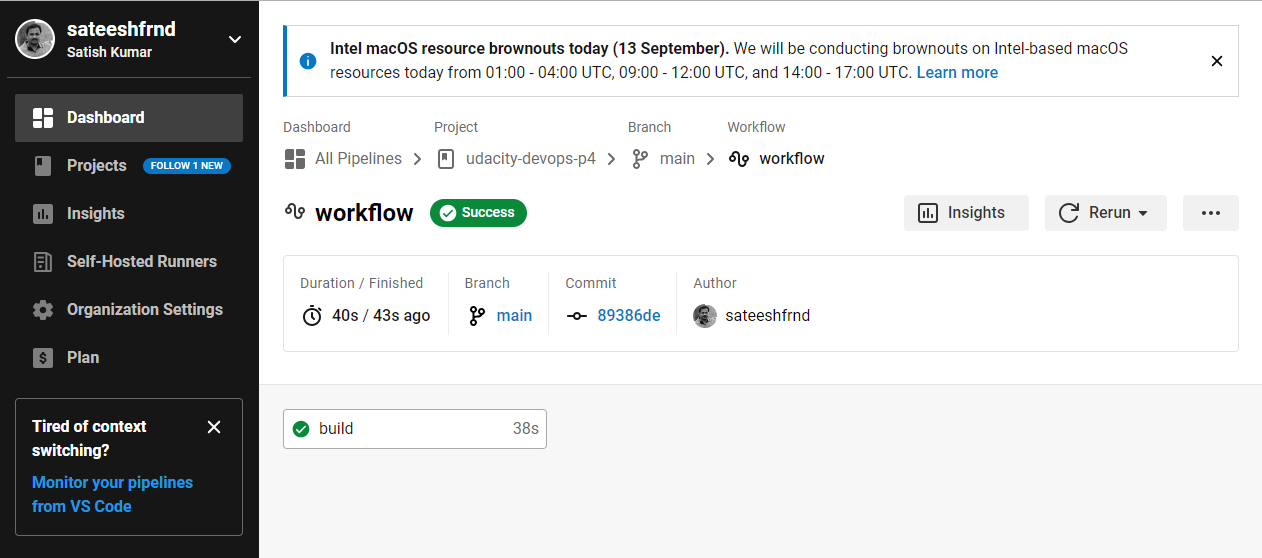 sateeshfrnd
Satish Kumar
Dashboard
Projects FOLLOW 1 NEW
Insights
Self-Hosted Runners
Organization Settings
$ Plan
Tired of context
switching?
Monitor your pipelines
from VS Code
Intel macOS resource brownouts today (13 September). We will be conducting brownouts on Intel-based macOS
resources today from 01:00 - 04:00 UTC, 09:00 - 12:00 UTC, and 14:00 - 17:00 UTC. Learn more
Dashboard Project Branch Workflow
All Pipelines udacity-devops-p4 main workflow
workflow Success Insights Rerun
Duration / Finished Branch Commit Author
40s / 43s ago main 89386de sateeshfrnd
build 38s